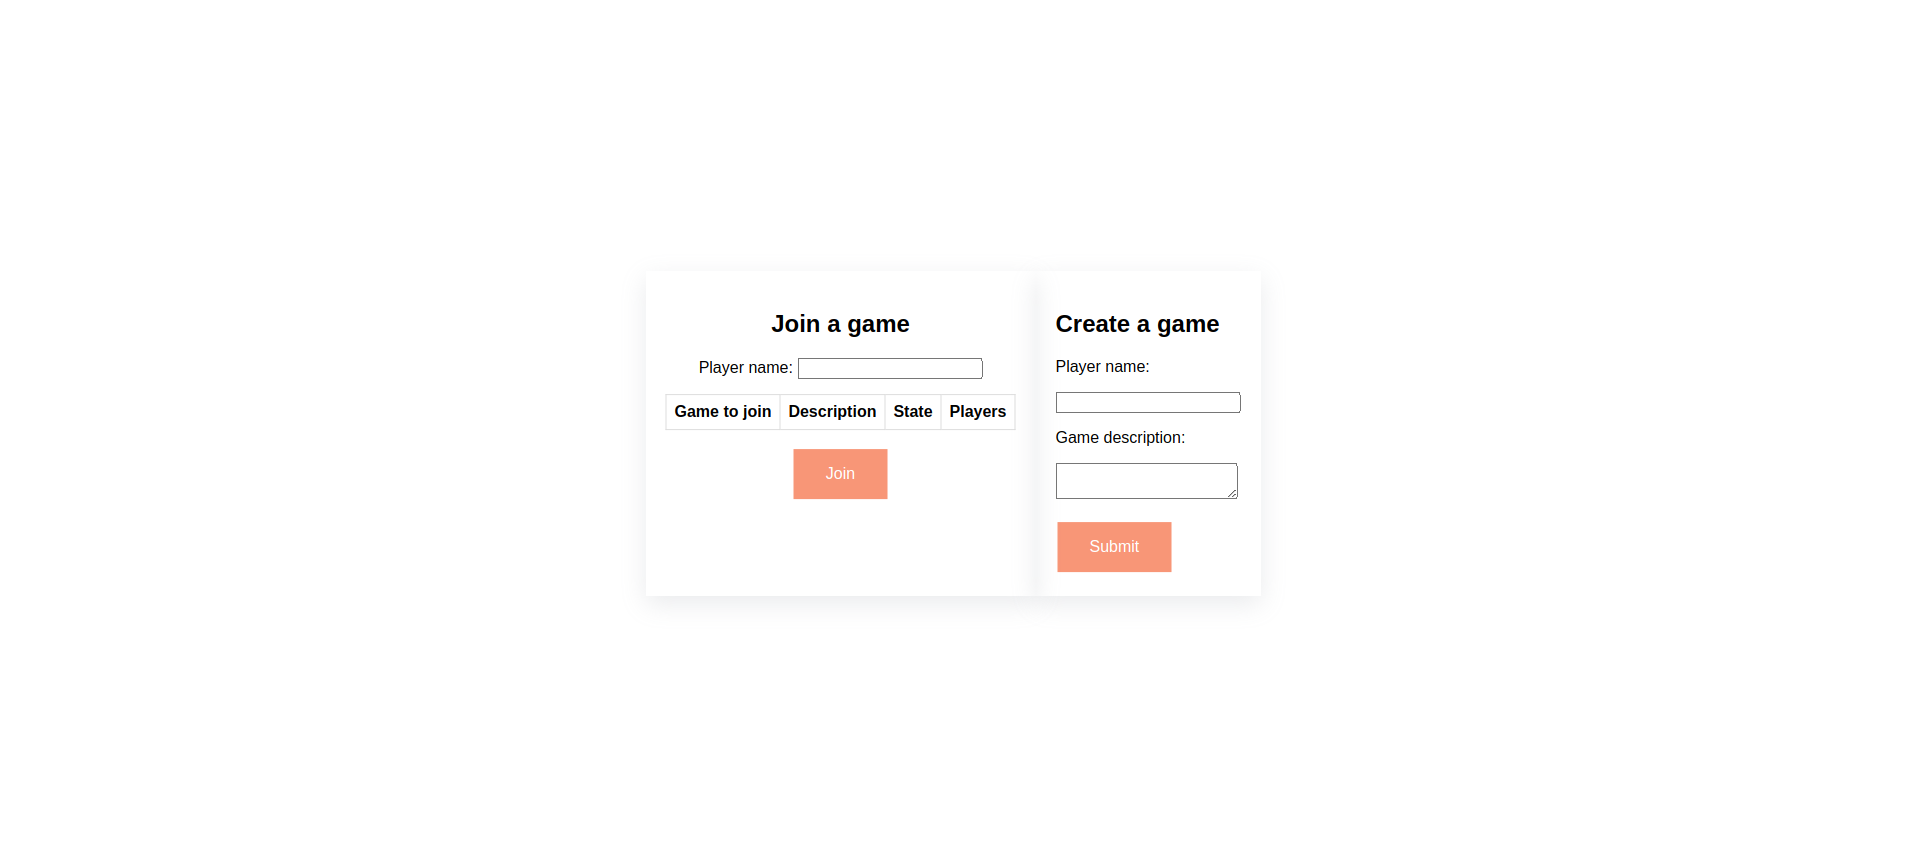 Join a game
Player name:
Game to join Description State Players
Join
Create a game
Player name:
Game description:
Submit